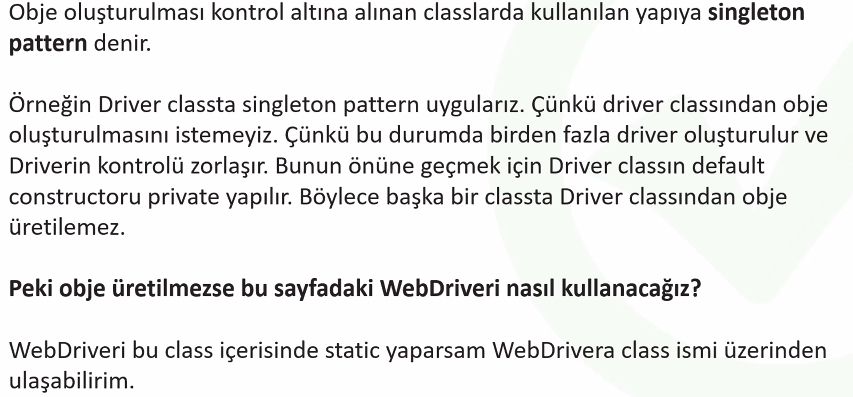 Obje oluşturulması kontrol altına alınan classlarda kullanılan yapıya singleton
pattern denir.
Örneğin Driver classta singleton pattern uygularız. Çünkü driver classından obje
oluşturulmasını istemeyiz. Çünkü bu durumda birden fazla driver oluşturulur ve
Driverin kontrolü zorlaşır. Bunun önüne geçmek için Driver classın default
constructoru private yapılır. Böylece başka bir classta Driver classından obje
üretilemez.
Peki obje üretilmezse bu sayfadaki WebDriveri nasıl kullanacağız?
WebDriveri bu class içerisinde static yaparsam WebDrivera class ismi üzerinden
ulaşabilirim.